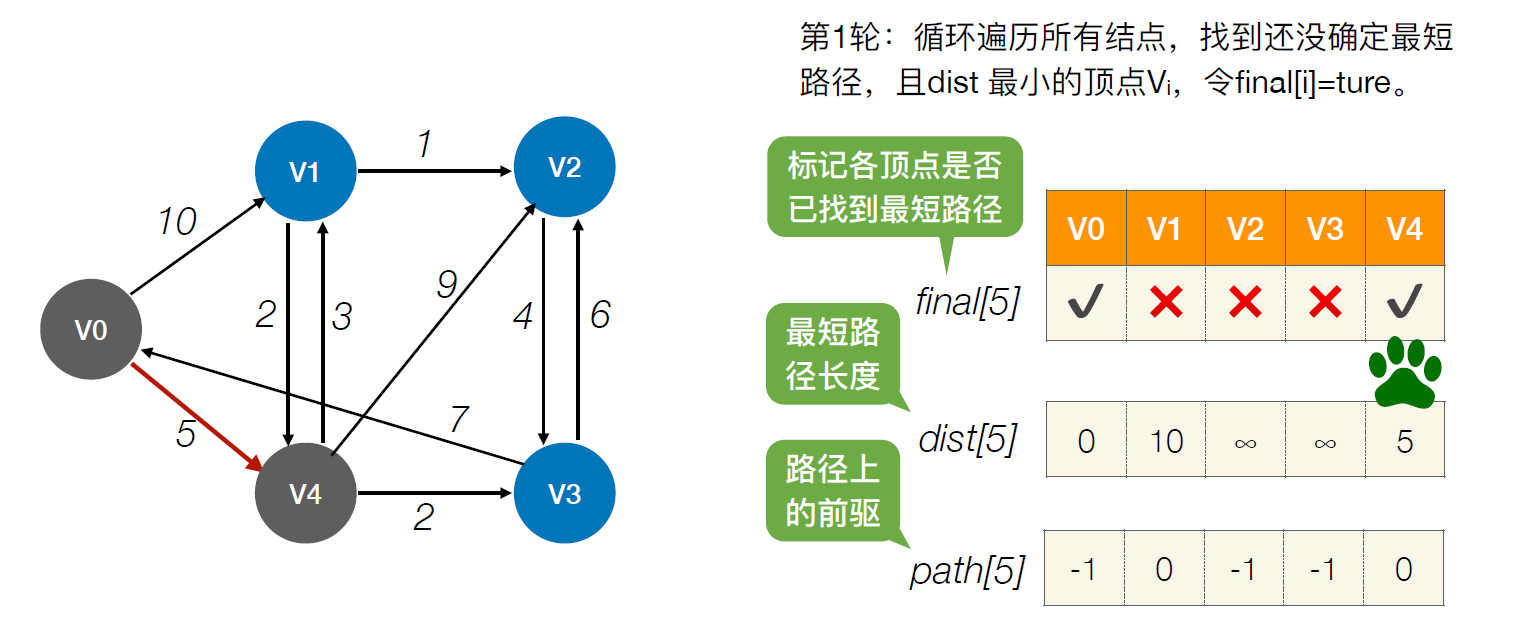 第1轮：循环遍历所有结点，找到还没确定最短
路径，且dist 最小的顶点Vi，令final[i]=ture。
标记各顶点是否
已找到最短路径
V0 V1 V2 V3 V4
final[5]
最短路
径长度
dist[5] 0 10 ∞ ∞ 5
路径上
的前驱
path[5] -1 0 -1 -1 0
V1
1
V2
10
9
2
3
4
6
V0
7
5
V4
2
V3